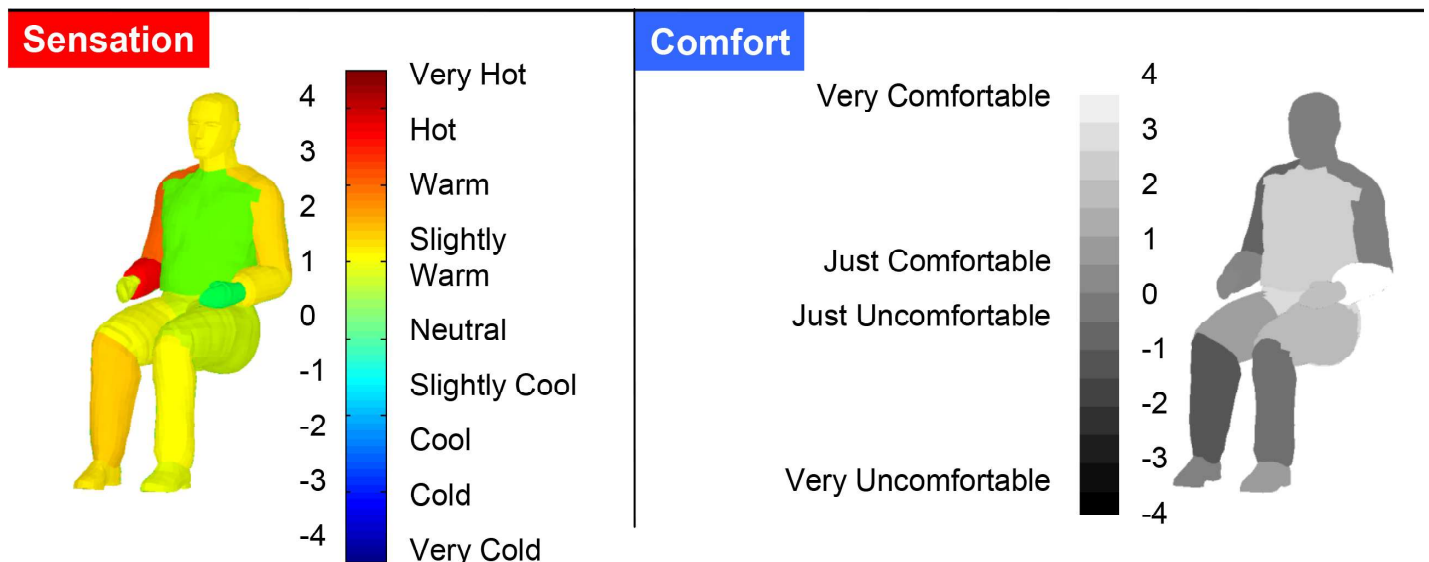 Sensation
4
3
2
1
0
-1
-2
-3
-4
Very Hot
Hot
Warm
Slightly
Warm
Neutral
Slightly Cool
Cool
Cold
Very Cold
Comfort
Very Comfortable
Just Comfortable
Just Uncomfortable
Very Uncomfortable
4
3
2
1
0
-1
-2
-3
-4